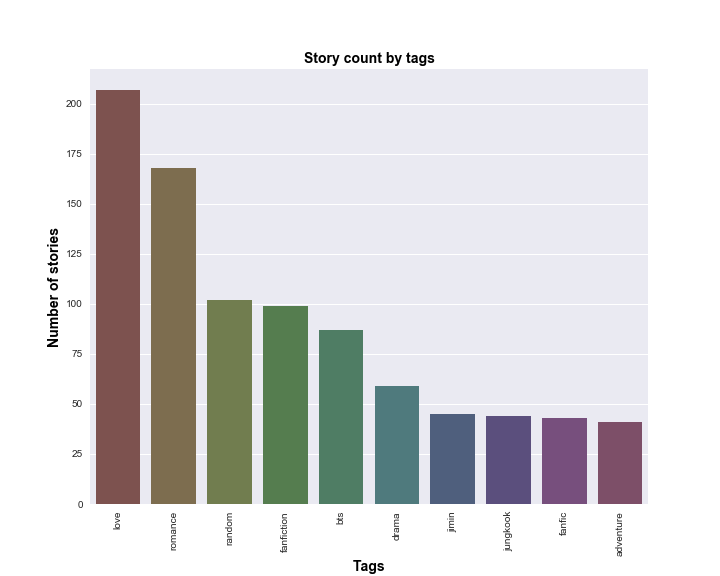 Story count by tags
Number of stories
200
175
150
125
100
75
50
25
0
love
romance
random
fanfiction
bts
drama
jimin
jungkook
fanfic
adventure
Tags